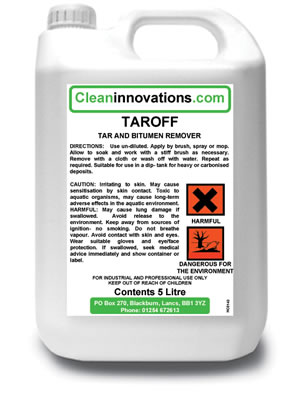 Cleaninnovations.com
TAROFF
TAR AND BITUMEN REMOVER
DIRECTIONS: Use un-diluted. Apply by brush, spray or mop.
Allow to soak and work with a stiff brush as necessary.
Remove with a cloth or wash off with water. Repeat as
required. Suitable for use in a dip- tank for heavy or carbonised
deposits.
CAUTION: Irritating to skin. May cause
sensitisation by skin contact. Toxic to
aquatic organisms, may cause long-term
adverse effects in the aquatic environment.
HARMFUL: May cause lung damage if
swallowed. Avoid release to the
environment. Keep away from sources of
ignition- no smoking. Do not breathe
vapour. Avoid contact with skin and eyes.
Wear suitable gloves and eye/face
protection. If swallowed, seek medical
advice immediately and show container or
label.
HARMFUL
DANGEROUS FOR
THE ENVIRONMENT
FOR INDUSTRIAL AND PROFESSIONAL USE ONLY
KEEP OUT OF REACH OF CHILDREN
Contents 5 Litre
PO Box 270, Blackburn, Lancs, BB1 3YZ
Phone: 01254 672613